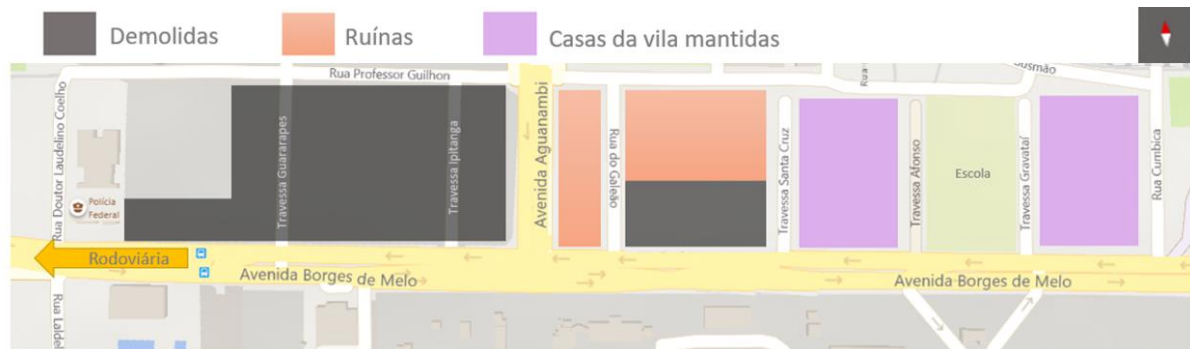 Demolidas
Ruínas
Casas da vila mantidas
Rua Professor Guilhon
Rua Doutor Laudelino Coelho
Travessa Guararapes
Travessa Ipitanga
Avenida Aguanambi
Rua do Galeão
Travessa Santa Cruz
Rua
Travessa Afonso
Escola
Travessa Gravataí
Rua Cumbica
Polícia
Federal
Rodoviária
Avenida Borges de Melo
Avenida Borges de Melo